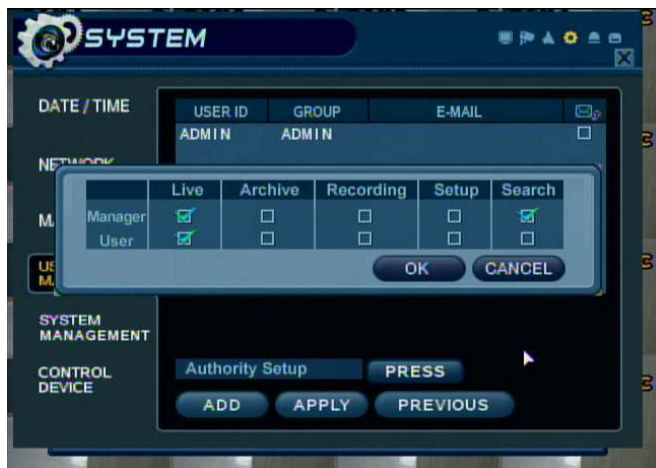 SYSTEM
DATE / TIME
USER ID GROUP E-MAIL
ADMIN ADMIN
NETWORK
Live Archive Recording Setup Search
Manager
User
OK CANCEL
SYSTEM
MANAGEMENT
Authority Setup PRESS
CONTROL
DEVICE
ADD APPLY PREVIOUS